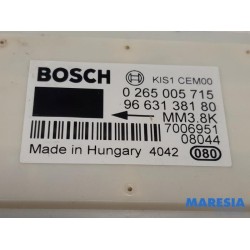 BOSCH KIS1 CEM00
0 265 005 715
96 631 381 80
MM3.8K
7006951
08044
Made in Hungary 4042 080
MARESIA